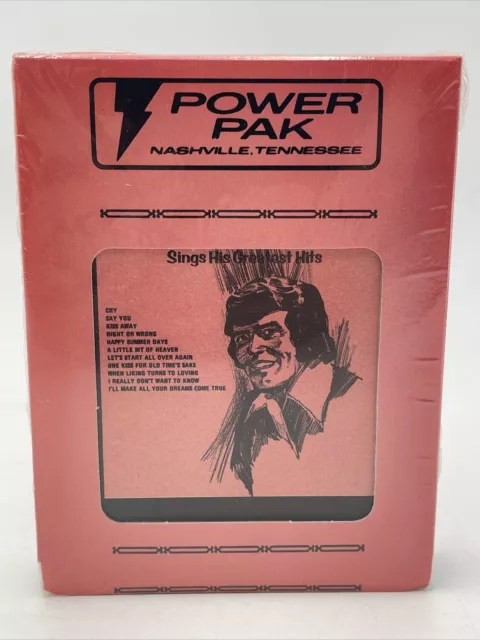 POWER
PAK
NASHVILLE, TENNESSEE
Sings His Greatest Hits
CRY
SAY YOU
KISS AWAY
RIGHT OR WRONG
HAPPY SUMMER DAYS
A LITTLE BIT OF HEAVEN
LET'S START ALL OVER AGAIN
ONE KISS FOR OLD TIME'S SAKE
WHEN LIKING TURNS TO LOVING
I REALLY DON'T WANT TO KNOW
I'LL MAKE ALL YOUR DREAMS COME TRUE